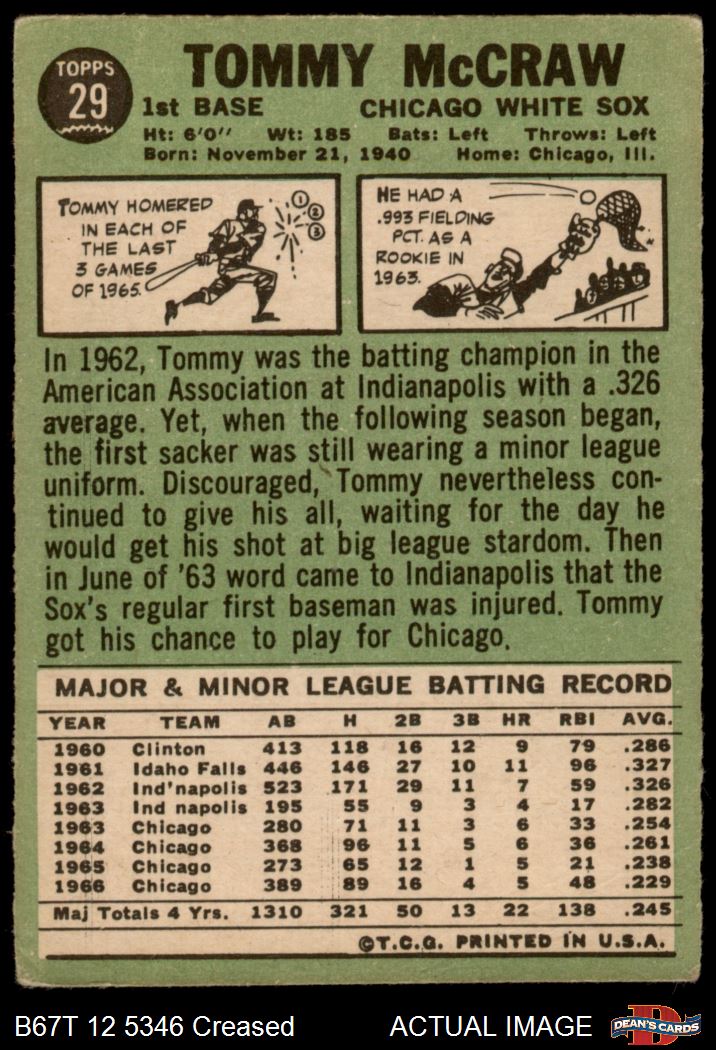 TOPPS
29
TOMMY McCRAW
1st BASE CHICAGO WHITE SOX
Ht: 6'0" Wt: 185 Bats: Left Throws: Left
Born: November 21, 1940 Home: Chicago, Ill.
TOMMY HOMERED
IN EACH OF
THE LAST
3 GAMES
OF 1965.
1
2
3
HE HAD A
.993 FIELDING
PCT. AS A
ROOKIE IN
1963.
In 1962, Tommy was the batting champion in the
American Association at Indianapolis with a .326
average. Yet, when the following season began,
the first sacker was still wearing a minor league
uniform. Discouraged, Tommy nevertheless con-
tinued to give his all, waiting for the day he
would get his shot at big league stardom. Then
in June of '63 word came to Indianapolis that the
Sox's regular first baseman was injured. Tommy
got his chance to play for Chicago.
MAJOR & MINOR LEAGUE BATTING RECORD
YEAR TEAM AB H 2B 3B HR RBI AVG.
1960 Clinton 413 118 16 12 9 79 .286
1961 Idaho Falls 446 146 27 10 11 96 .327
1962 Ind'napolis 523 171 29 11 7 59 .326
1963 Ind napolis 195 55 9 3 4 17 .282
1963 Chicago 280 71 11 3 6 33 .254
1964 Chicago 368 96 11 5 6 36 .261
1965 Chicago 273 65 12 1 5 21 .238
1966 Chicago 389 89 16 4 5 48 .229
Maj Totals 4 Yrs. 1310 321 50 13 22 138 .245
©T.C.G. PRINTED IN U.S.A.
B67T 12 5346 Creased ACTUAL IMAGE
D
DEAN'S CARDS